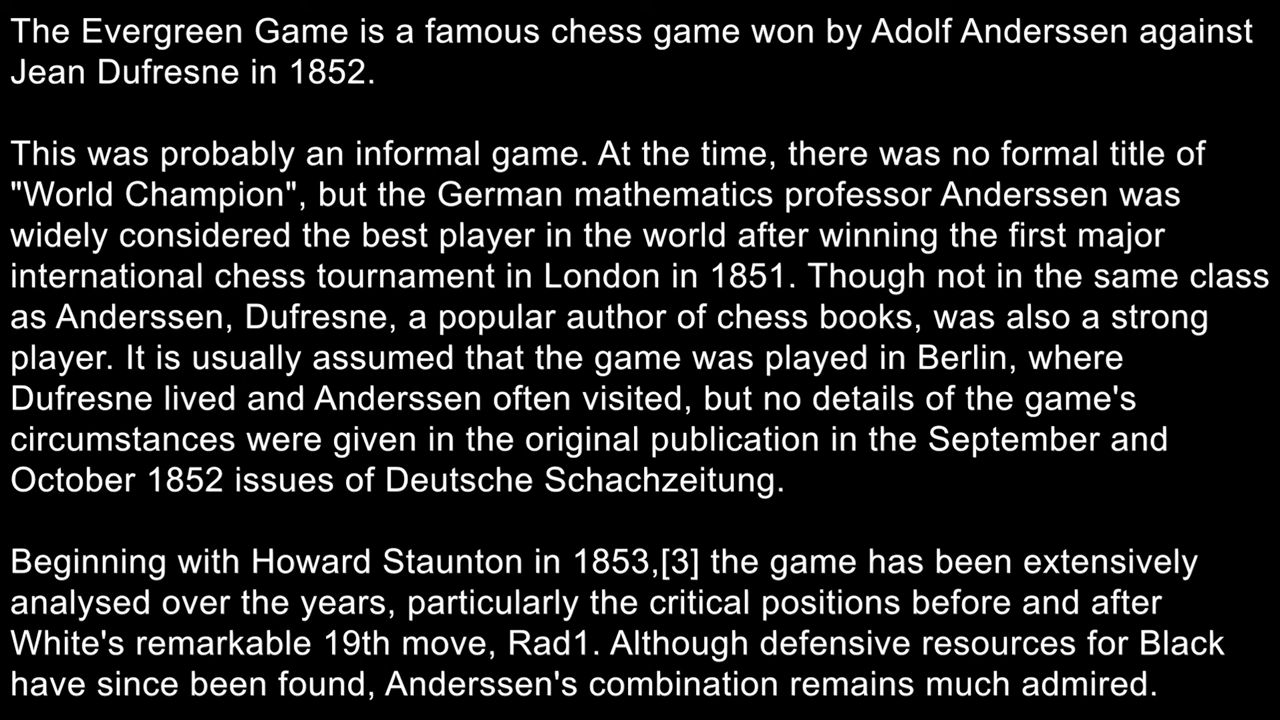 The Evergreen Game is a famous chess game won by Adolf Anderssen against
Jean Dufresne in 1852.
This was probably an informal game. At the time, there was no formal title of
"World Champion", but the German mathematics professor Anderssen was
widely considered the best player in the world after winning the first major
international chess tournament in London in 1851. Though not in the same class
as Anderssen, Dufresne, a popular author of chess books, was also a strong
player. It is usually assumed that the game was played in Berlin, where
Dufresne lived and Anderssen often visited, but no details of the game's
circumstances were given in the original publication in the September and
October 1852 issues of Deutsche Schachzeitung.
Beginning with Howard Staunton in 1853,[3] the game has been extensively
analysed over the years, particularly the critical positions before and after
White's remarkable 19th move, Rad1. Although defensive resources for Black
have since been found, Anderssen's combination remains much admired.